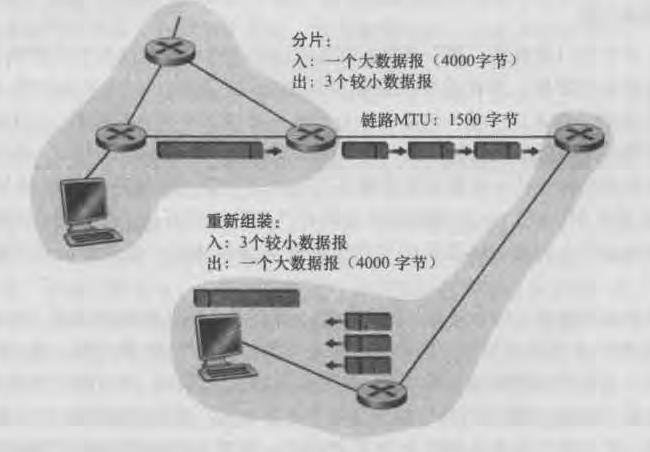 分片：
入：一个大数据报（4000字节）
出：3个较小数据报
链路MTU：1500 字节
重新组装：
入：3个较小数据报
出：一个大数据报（4000 字节）